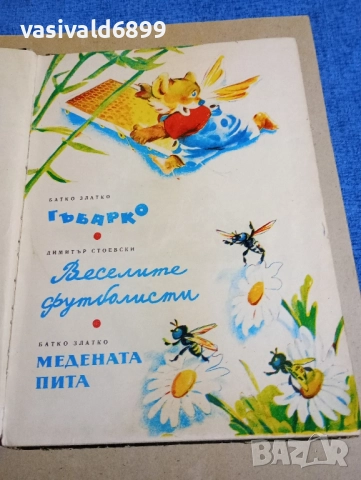 vasivald6899
БАТКО ЗЛАТКО
ГЪБАРКО
ДИМИТЪР СТОЕВСКИ
Веселите
футболисти
БАТКО ЗЛАТКО
МЕДЕНАТА
ПИТА
BAZAR